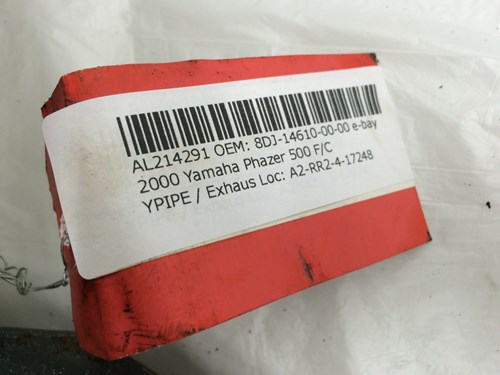 AL214291 OEM: 8DJ-14610-00-00 e-bay
2000 Yamaha Phazer 500 F/C
YPIPE / Exhaus Loc: A2-RR2-4-17248